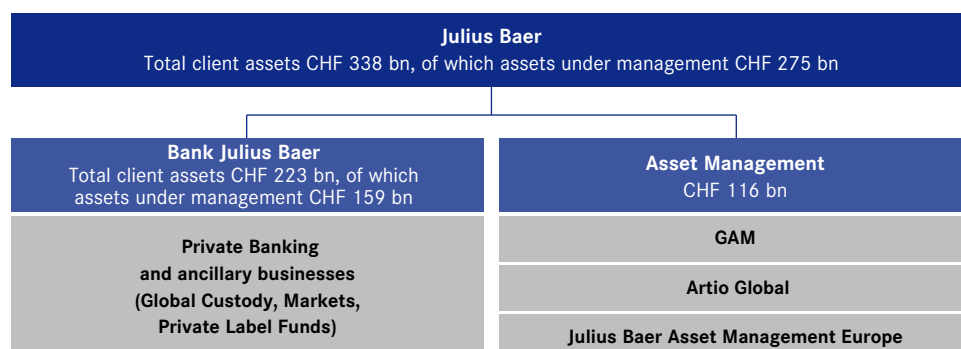 Julius Baer
Total client assets CHF 338 bn, of which assets under management CHF 275 bn
Bank Julius Baer
Total client assets CHF 223 bn, of which
assets under management CHF 159 bn
Private Banking
and ancillary businesses
(Global Custody, Markets,
Private Label Funds)
Asset Management
CHF 116 bn
GAM
Artio Global
Julius Baer Asset Management Europe